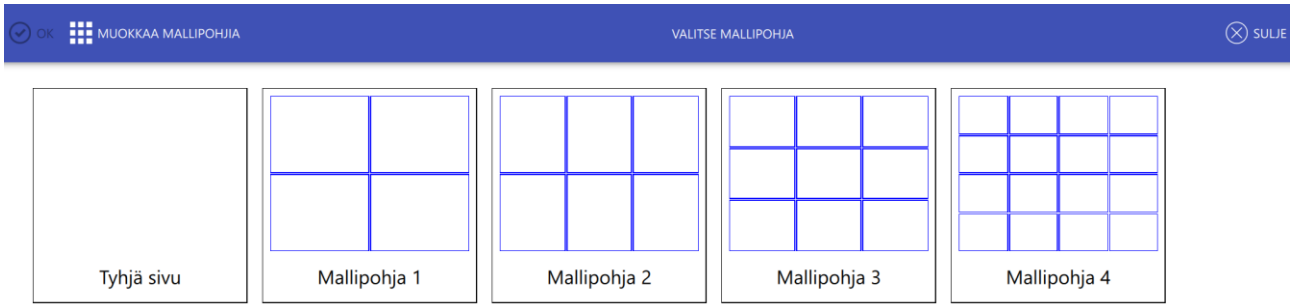 OK MUOKKAA MALLIPOHJIA VALITSE MALLIPOHJA SULJE
Tyhjä sivu Mallipohja 1 Mallipohja 2 Mallipohja 3 Mallipohja 4